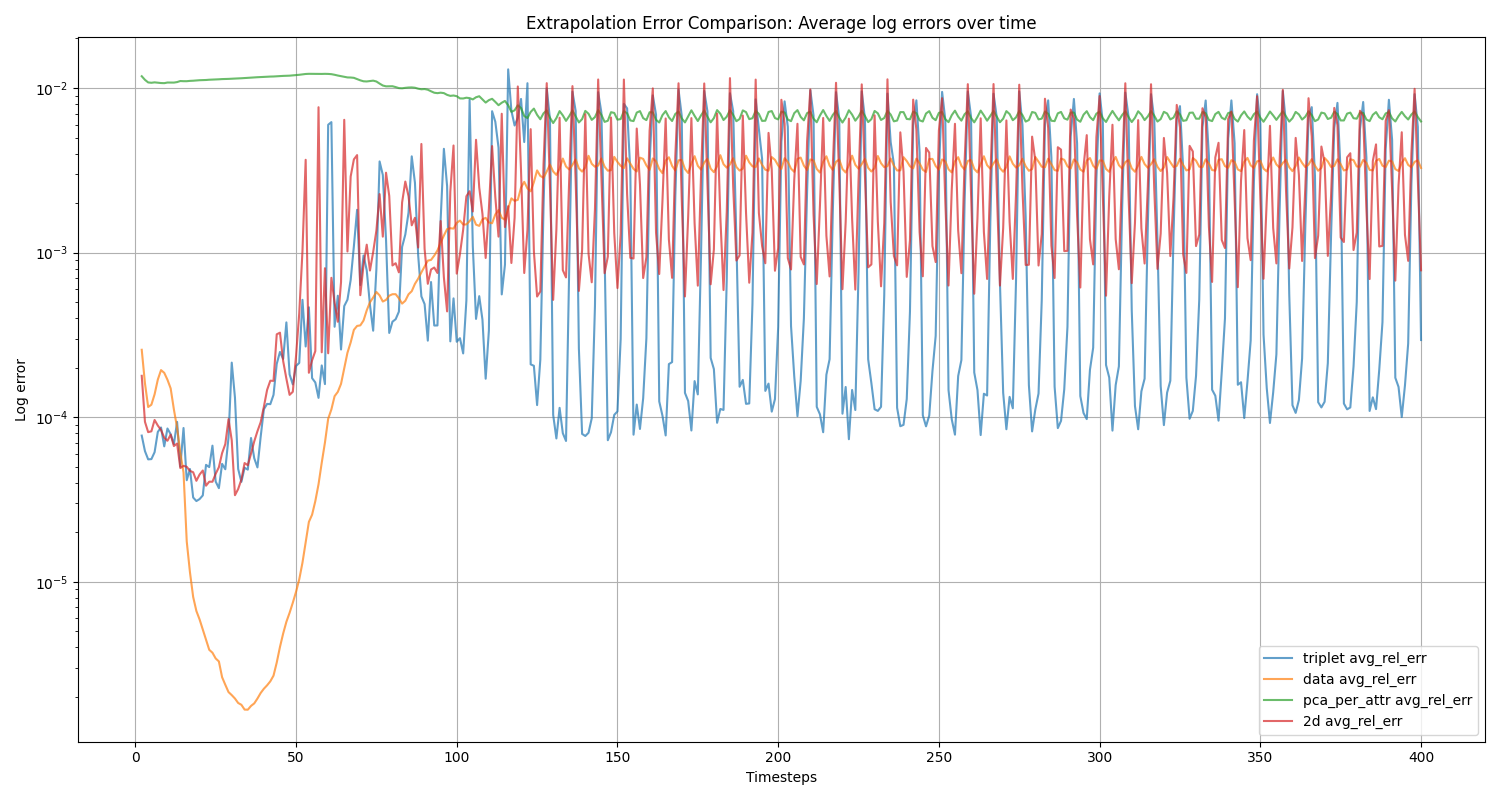 Extrapolation Error Comparison: Average log errors over time
Log error
10⁻²
10⁻³
10⁻⁴
10⁻⁵
0 50 100 150 200 250 300 350 400
Timesteps
triplet avg_rel_err
data avg_rel_err
pca_per_attr avg_rel_err
2d avg_rel_err